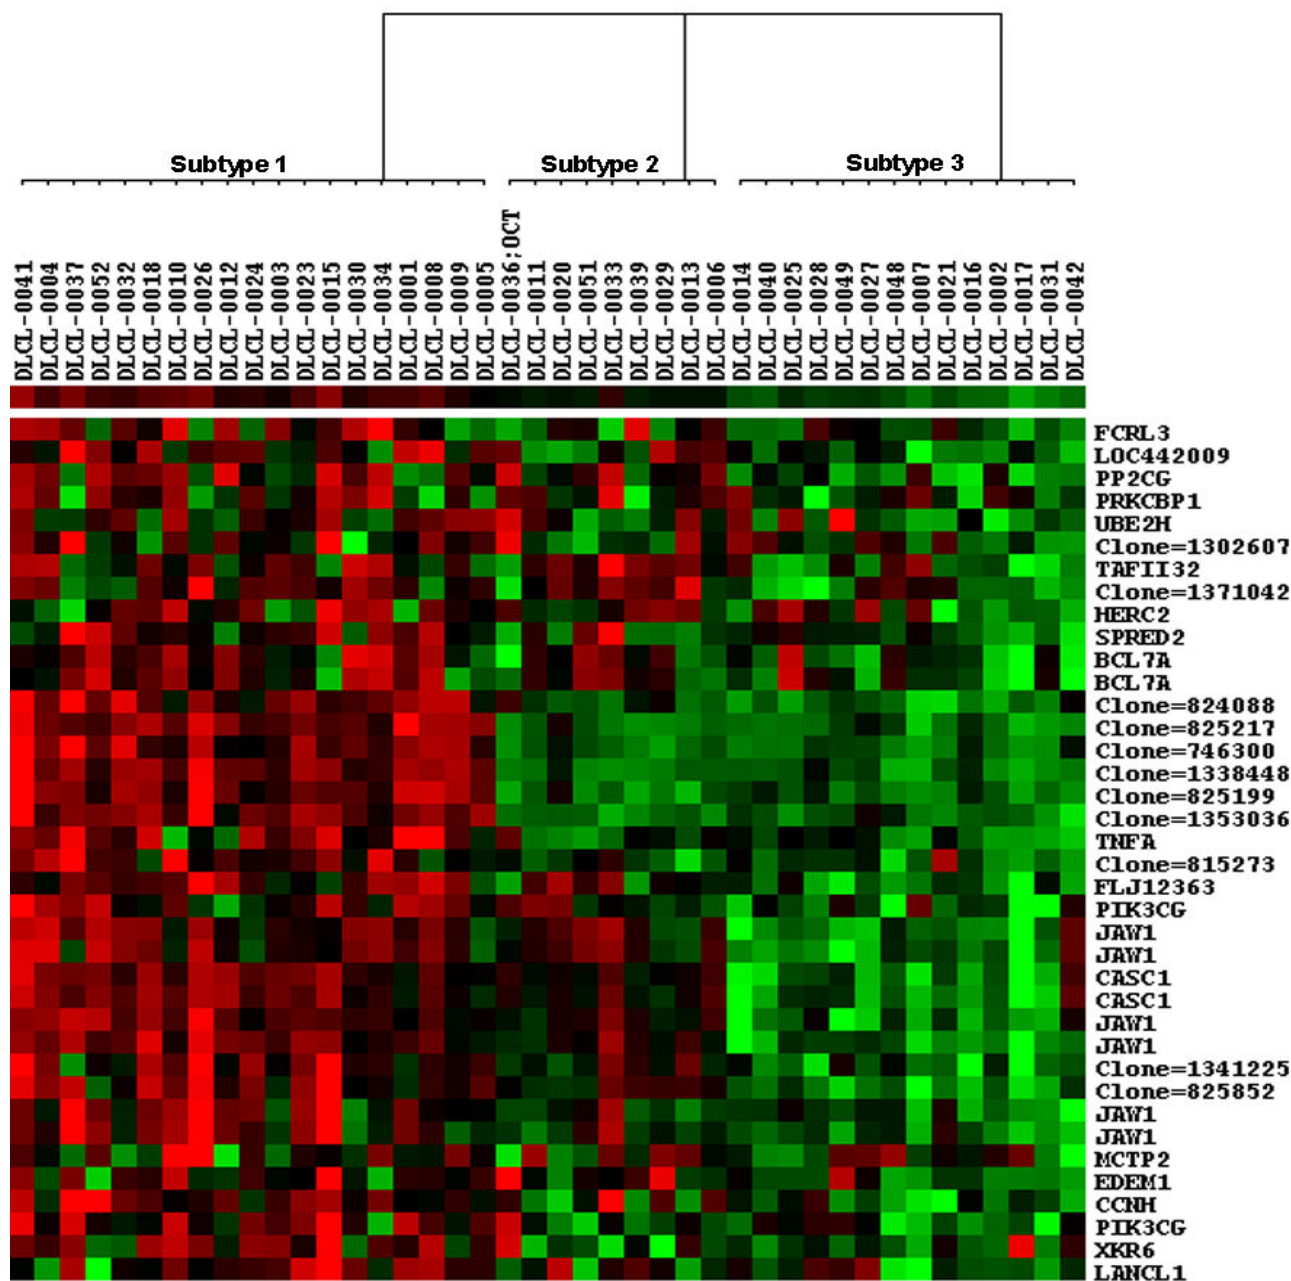 Subtype 1
Subtype 2
Subtype 3
DLCL-0041
DLCL-0004
DLCL-0037
DLCL-0052
DLCL-0032
DLCL-0018
DLCL-0010
DLCL-0026
DLCL-0012
DLCL-0024
DLCL-0003
DLCL-0023
DLCL-0015
DLCL-0030
DLCL-0034
DLCL-0001
DLCL-0008
DLCL-0009
DLCL-0005
DLCL-0036;OCT
DLCL-0011
DLCL-0020
DLCL-0051
DLCL-0033
DLCL-0039
DLCL-0029
DLCL-0013
DLCL-0006
DLCL-0014
DLCL-0040
DLCL-0025
DLCL-0028
DLCL-0049
DLCL-0027
DLCL-0048
DLCL-0007
DLCL-0021
DLCL-0016
DLCL-0002
DLCL-0017
DLCL-0031
DLCL-0042
FCRL3
LOC442009
PP2CG
PRKCBP1
UBE2H
Clone=1302607
TAFII32
Clone=1371042
HERC2
SPRED2
BCL7A
BCL7A
Clone=824088
Clone=825217
Clone=746300
Clone=1338448
Clone=825199
Clone=1353036
TNFA
Clone=815273
FLJ12363
PIK3CG
JAW1
JAW1
CASC1
CASC1
JAW1
JAW1
Clone=1341225
Clone=825852
JAW1
JAW1
MCTP2
EDEM1
CCNH
PIK3CG
XKR6
LANCL1